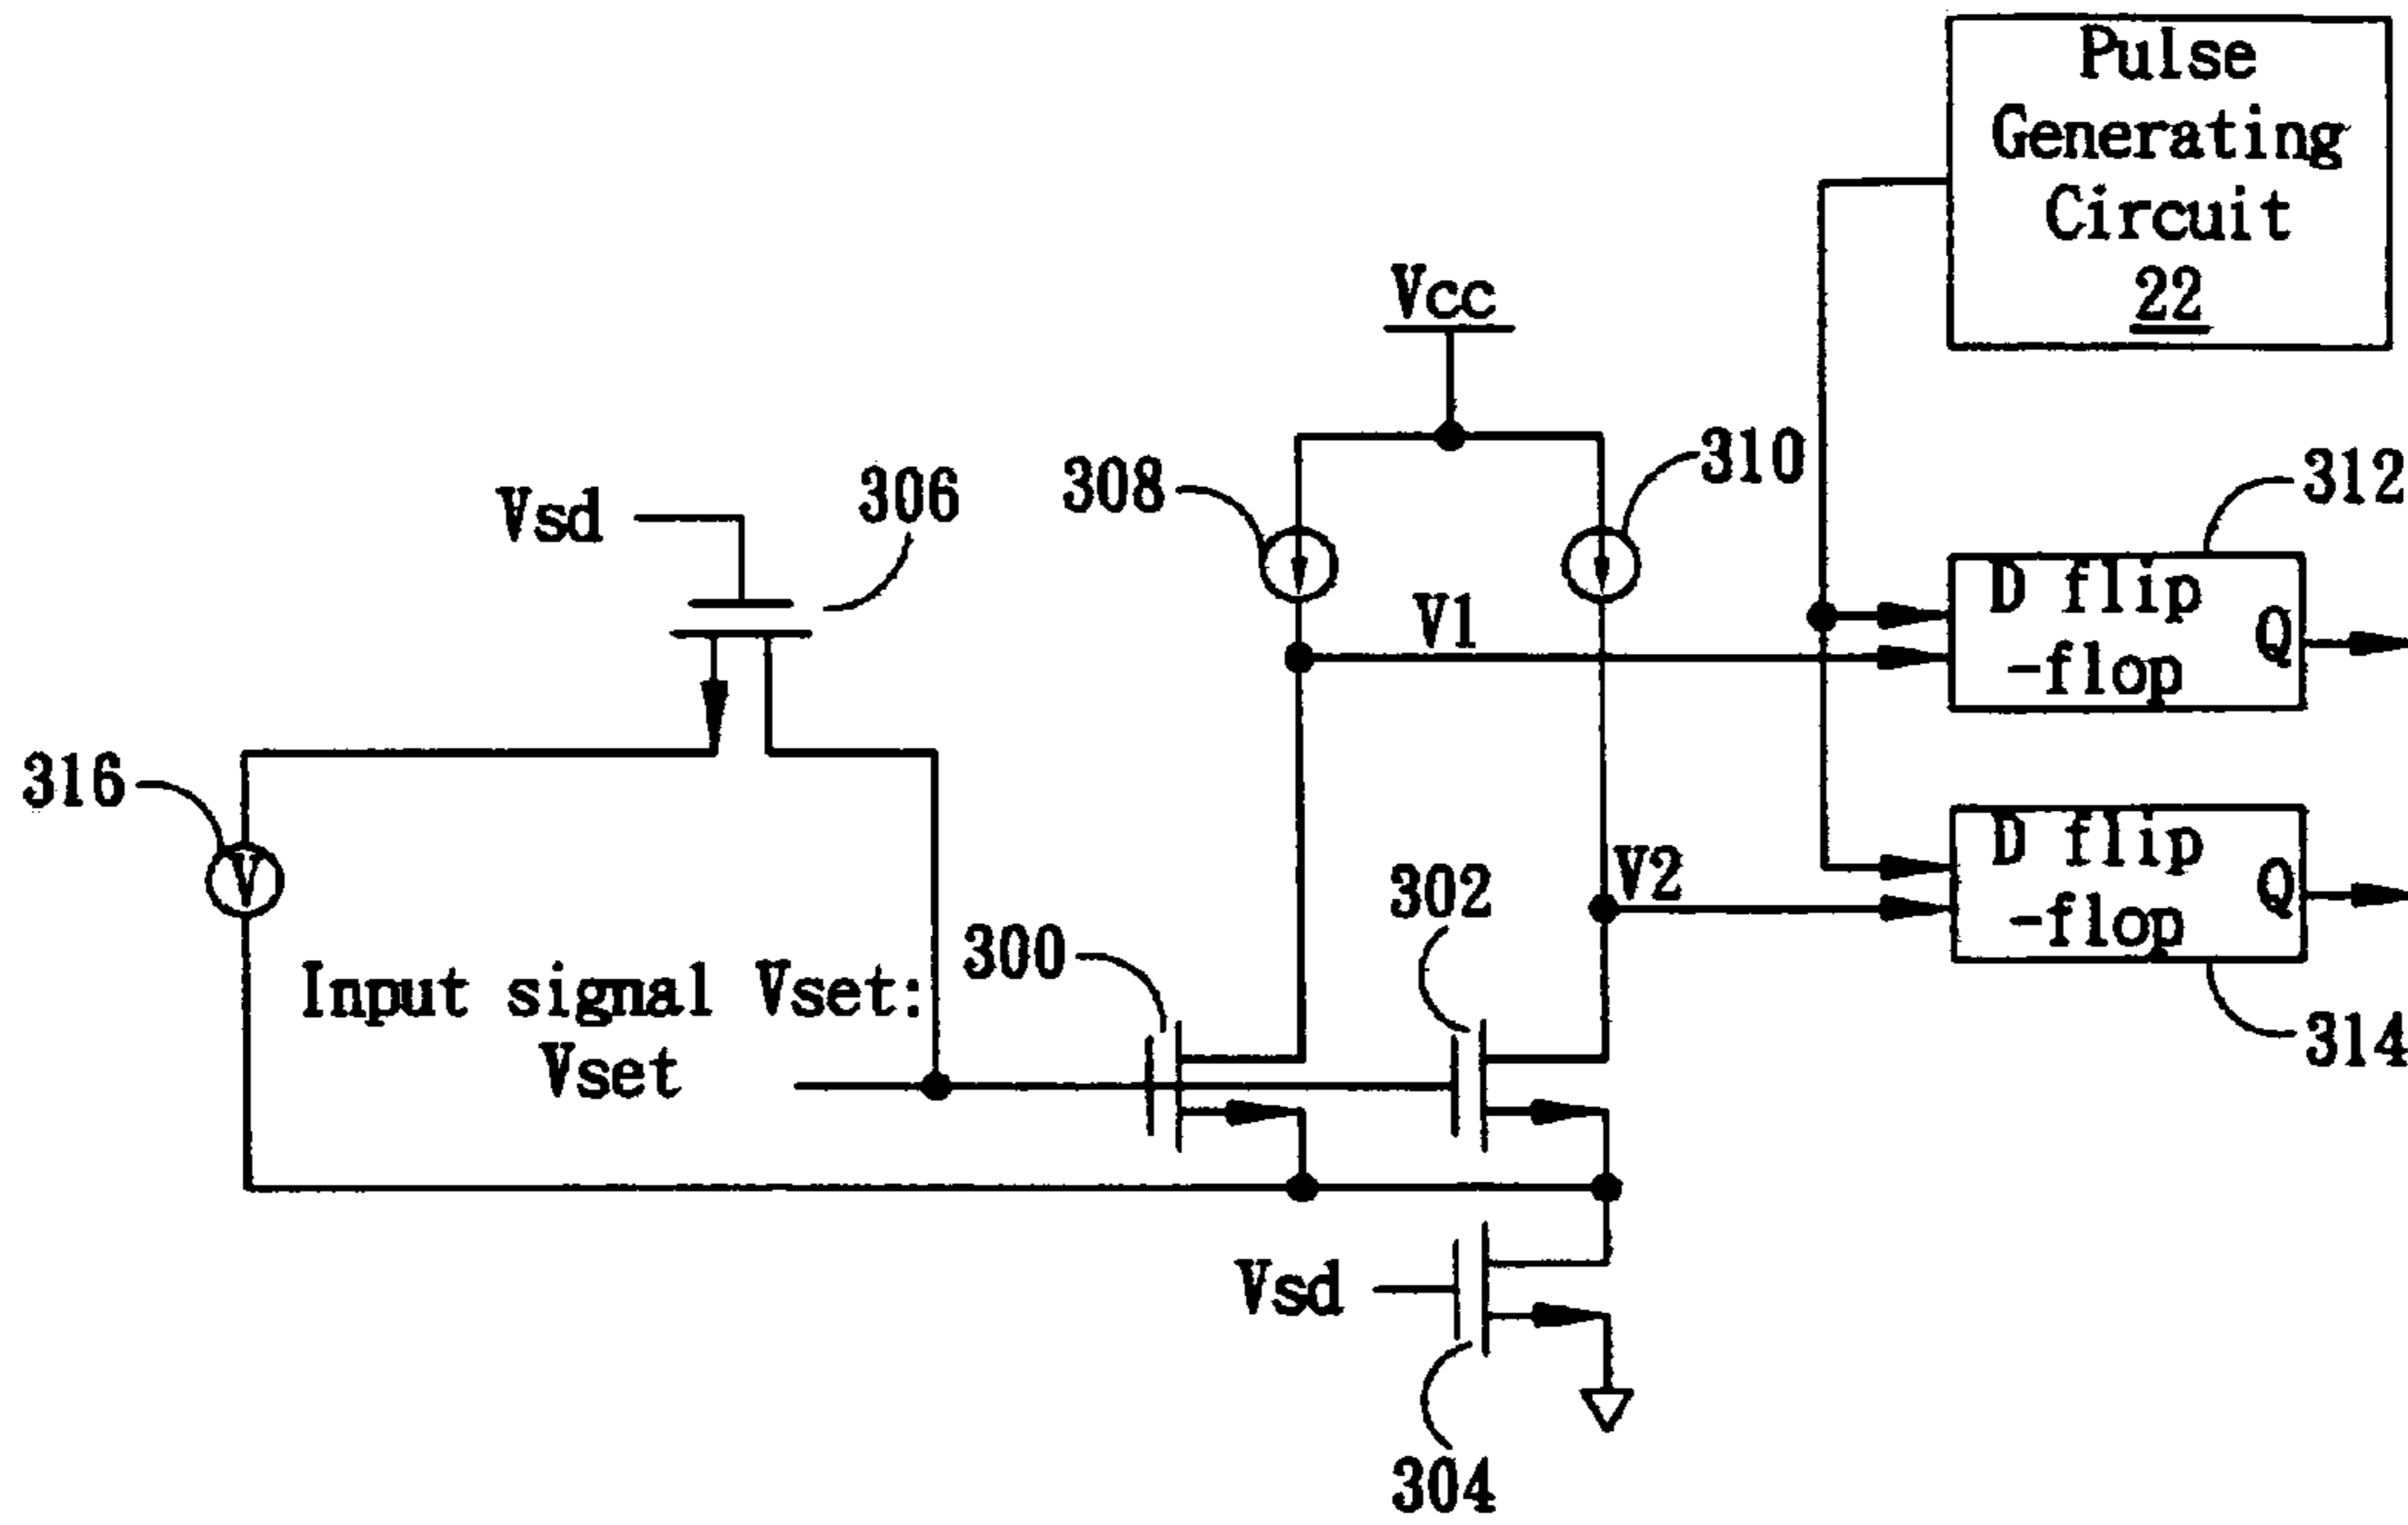 Pulse
Generating
Circuit
22
Vcc
308
310
312
Vsd
306
V1
D flip
-flop
Q
316
302
V2
D flip
-flop
Q
300
Input signal Vset:
Vset
314
Vsd
304
V